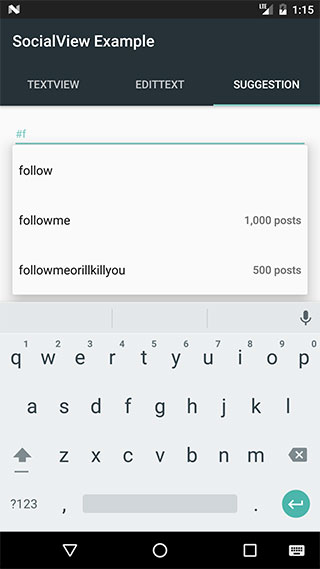 1:15
SocialView Example
TEXTVIEW EDITTEXT SUGGESTION
#f
follow
followme 1,000 posts
followmeorillkillyou 500 posts
1 2 3 4 5 6 7 8 9 0
q w e r t y u i o p
a s d f g h j k l
z x c v b n m
?123 , .